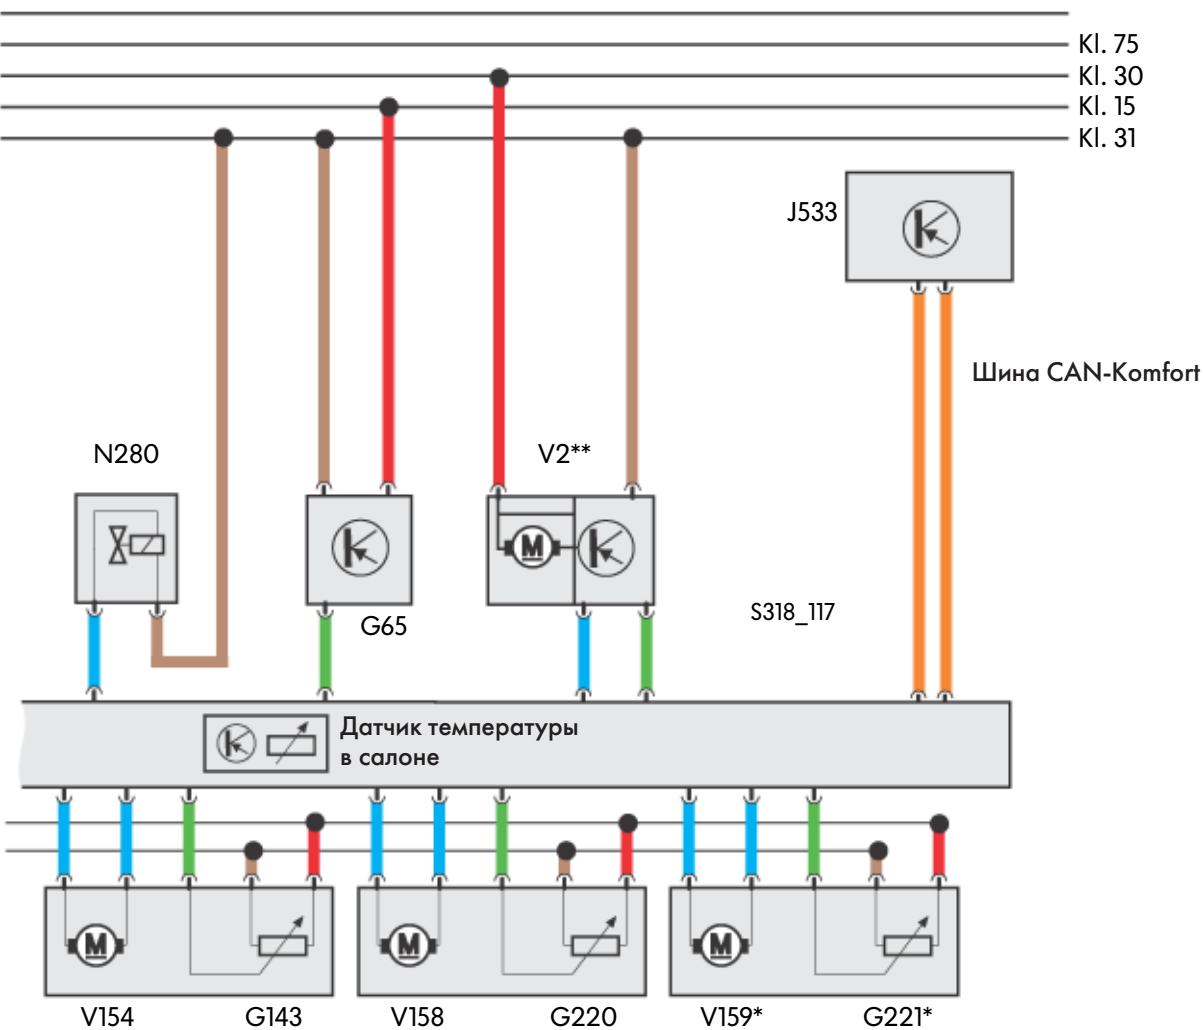 Kl. 75
Kl. 30
Kl. 15
Kl. 31
J533
Шина CAN-Komfort
N280
V2**
G65
S318_117
Датчик температуры
в салоне
M
M
M
M
V154
G143
V158
G220
V159*
G221*